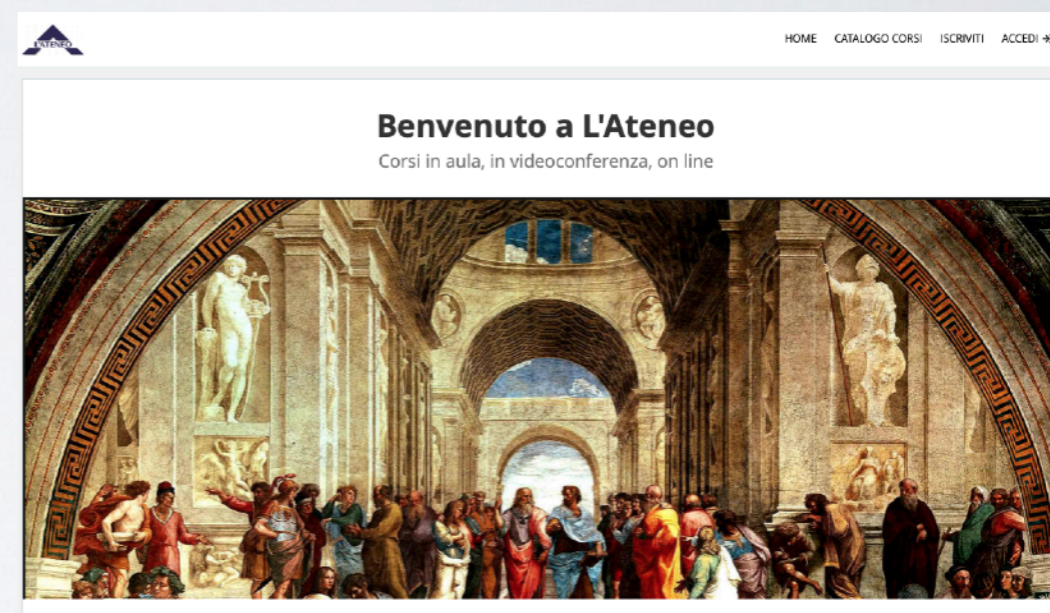 L'ATENEO
HOME CATALOGO CORSI ISCRIVITI ACCEDI
Benvenuto a L'Ateneo
Corsi in aula, in videoconferenza, on line